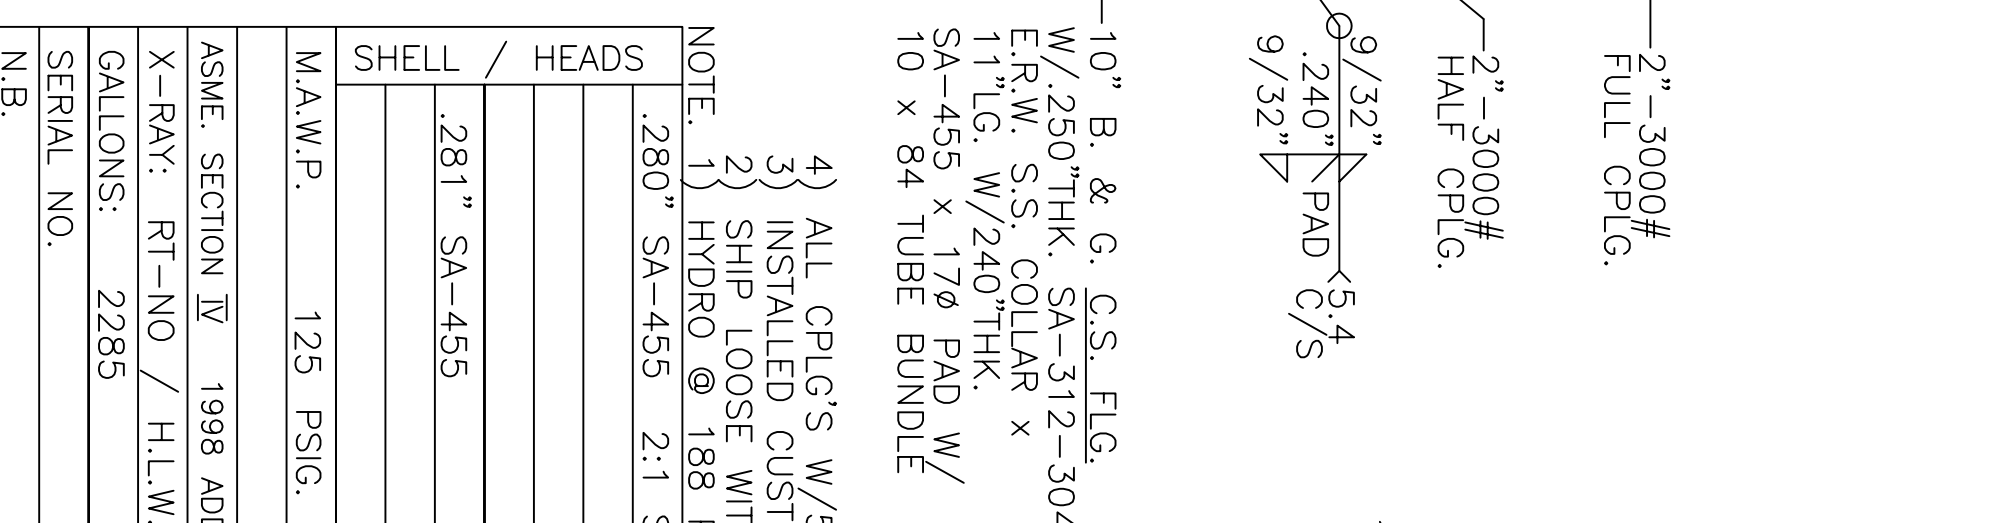 2"-3000#
FULL CPLG.
2"-3000#
HALF CPLG.
9/32"
.240" PAD
9/32"
5.4
C/S
10" B. & G. C.S. FLG.
W/.250"THK. SA-312-304
E.R.W. S.S. COLLAR x
11"LG. W/240"THK.
SA-455 x 17ø PAD W/
10 x 84 TUBE BUNDLE
4) ALL CPLG'S W/
3) INSTALLED CUST
2) SHIP LOOSE WIT
NOTE. 1) HYDRO @ 188
SHELL / HEADS
.280" SA-455 2:1
.281" SA-455
M.A.W.P. 125 PSIG.
ASME. SECTION IV 1998 ADD
X-RAY: RT-NO / H.L.W.
GALLONS: 2285
SERIAL NO.
N.B.